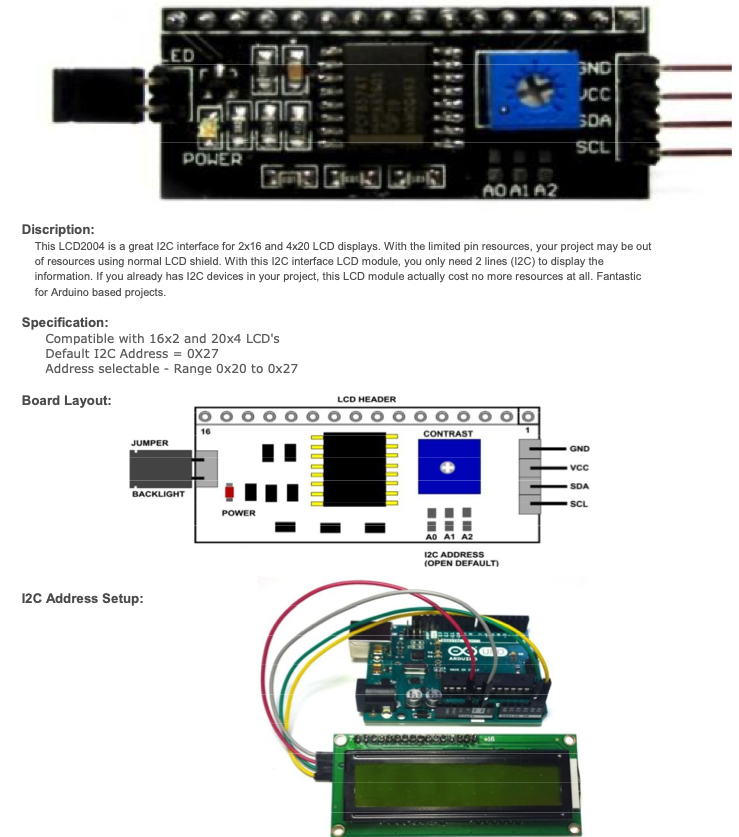 LED
GND
VCC
SDA
SCL
POWER
A0 A1 A2
Discription:
This LCD2004 is a great I2C interface for 2x16 and 4x20 LCD displays. With the limited pin resources, your project may be out
of resources using normal LCD shield. With this I2C interface LCD module, you only need 2 lines (I2C) to display the
information. If you already has I2C devices in your project, this LCD module actually cost no more resources at all. Fantastic
for Arduino based projects.
Specification:
Compatible with 16x2 and 20x4 LCD's
Default I2C Address = 0X27
Address selectable - Range 0x20 to 0x27
Board Layout:
LCD HEADER
16
1
JUMPER
CONTRAST
GND
VCC
SDA
SCL
BACKLIGHT
POWER
A0 A1 A2
I2C ADDRESS
(OPEN DEFAULT)
I2C Address Setup:
UNO
ARDUINO